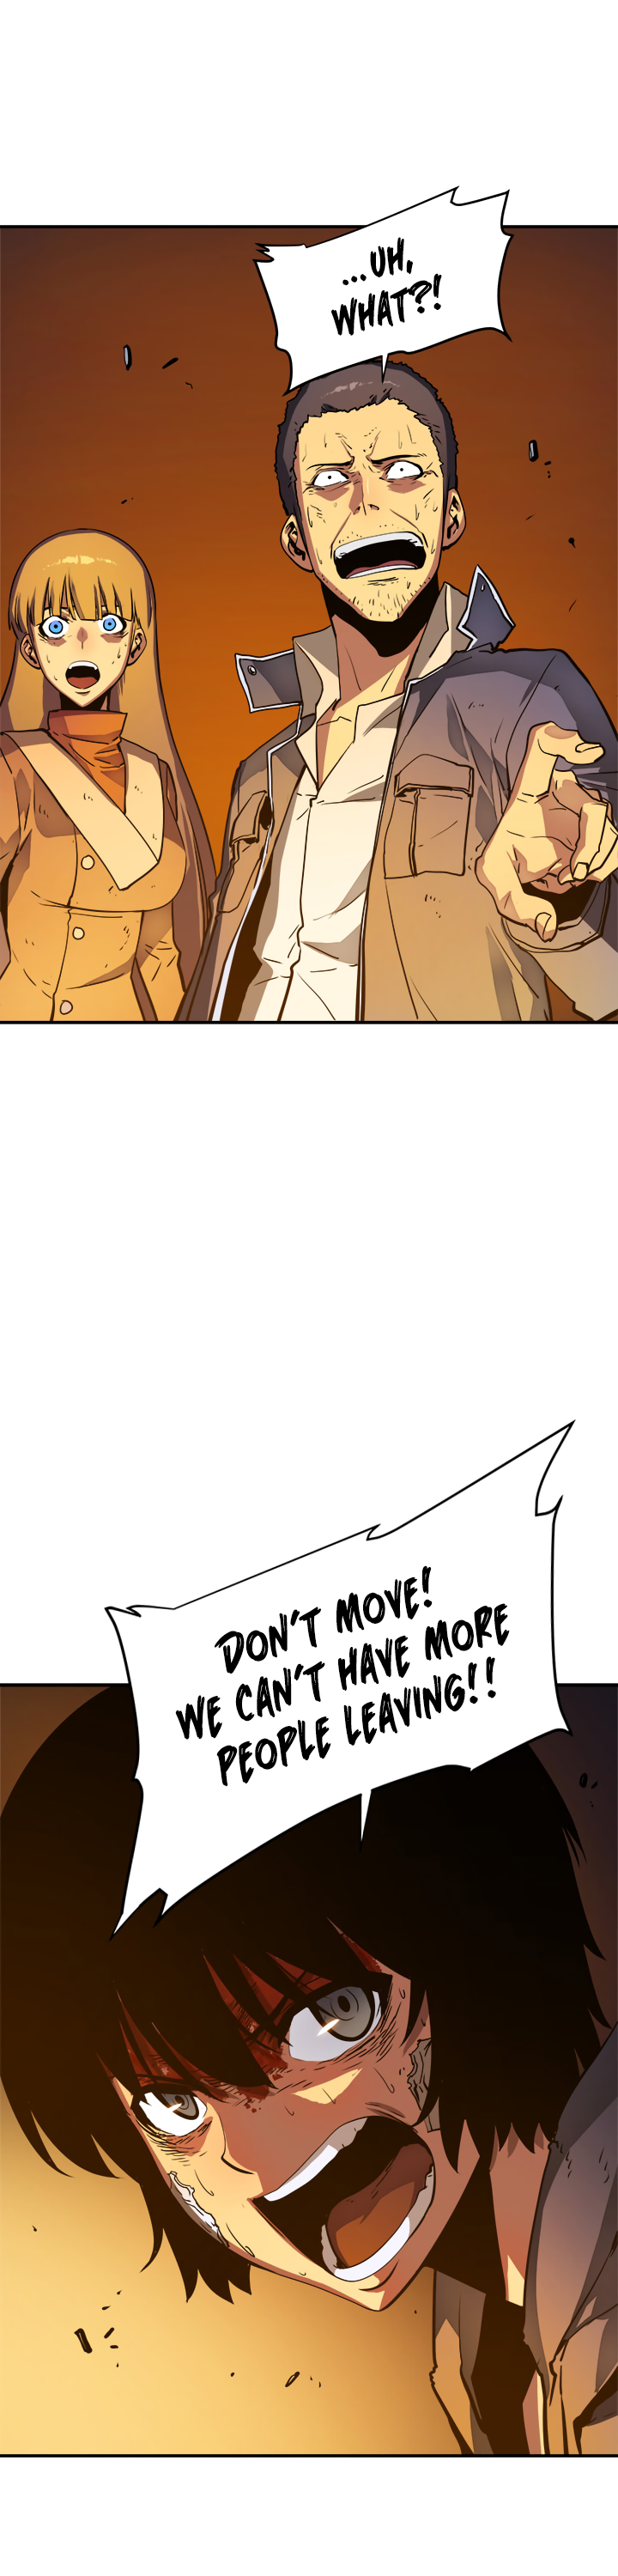 ...UH,
WHAT?!
DON'T MOVE!
WE CAN'T HAVE MORE
PEOPLE LEAVING!!